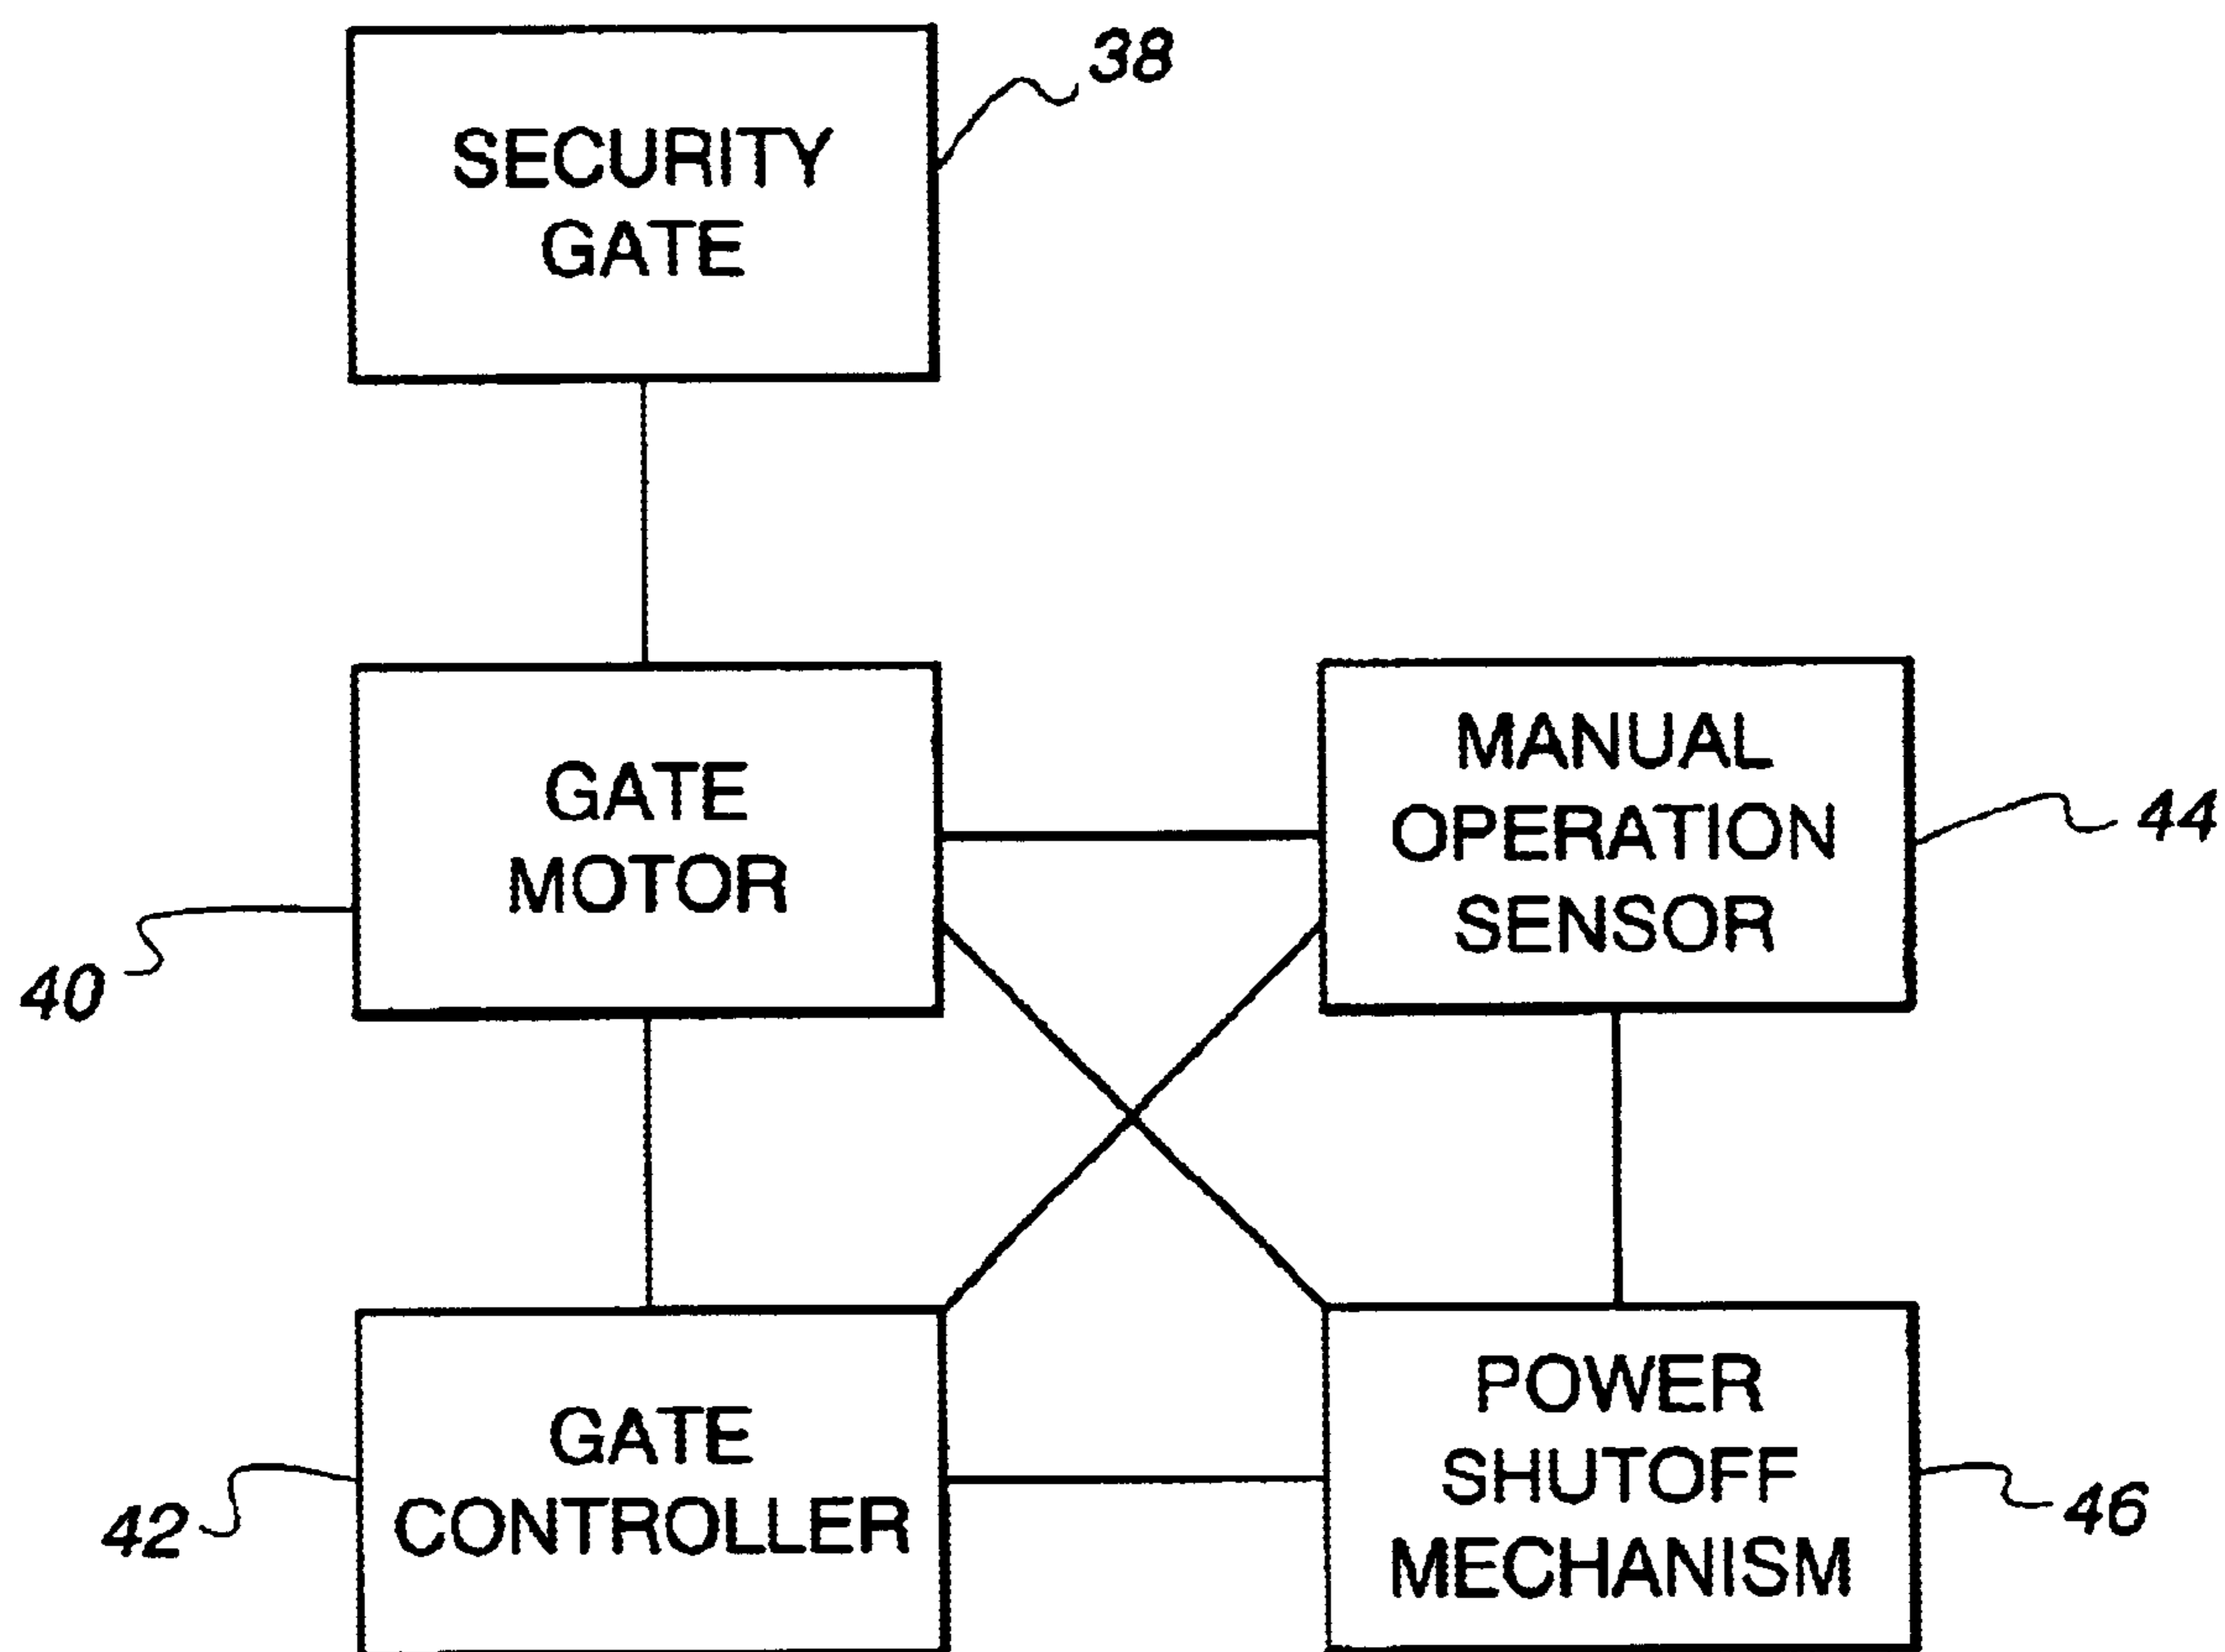 38
SECURITY
GATE
GATE
MOTOR
40
MANUAL
OPERATION
SENSOR
44
GATE
CONTROLLER
42
POWER
SHUTOFF
MECHANISM
46